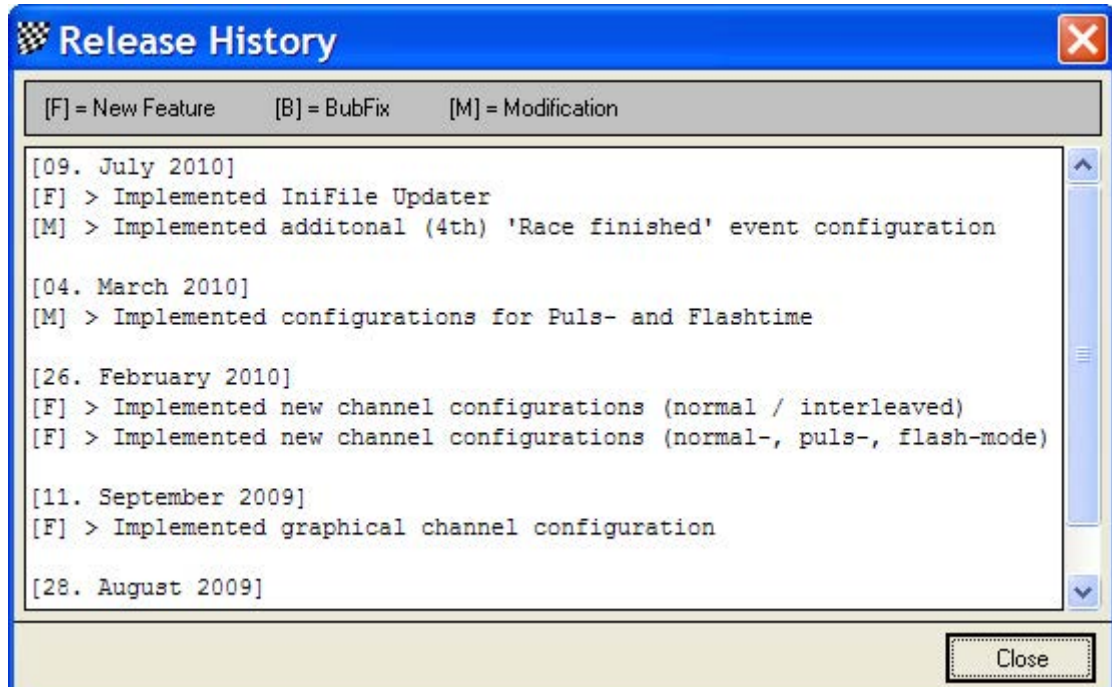 Release History
[F] = New Feature [B] = BubFix [M] = Modification
[09. July 2010]
[F] > Implemented IniFile Updater
[M] > Implemented additonal (4th) 'Race finished' event configuration
[04. March 2010]
[M] > Implemented configurations for Puls- and Flashtime
[26. February 2010]
[F] > Implemented new channel configurations (normal / interleaved)
[F] > Implemented new channel configurations (normal-, puls-, flash-mode)
[11. September 2009]
[F] > Implemented graphical channel configuration
[28. August 2009]
Close